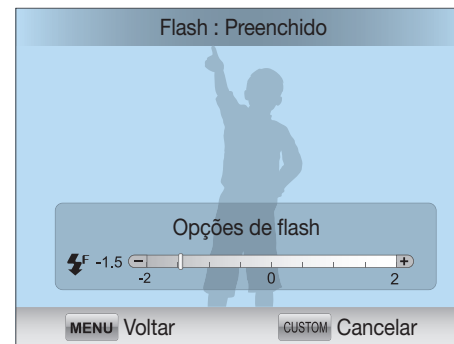 Flash : Preenchido
Opções de flash
F -1.5 − +
-2 0 2
MENU Voltar CUSTOM Cancelar